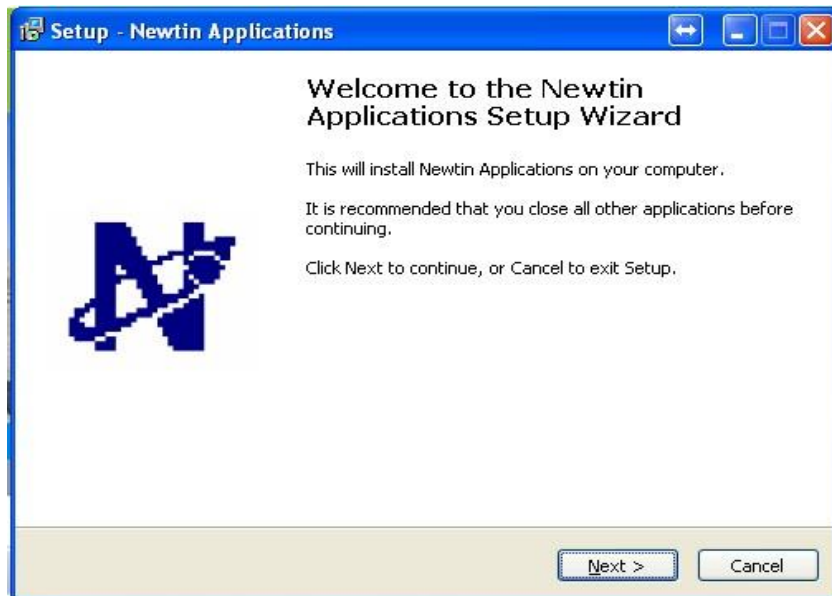 Setup - Newtin Applications
Welcome to the Newtin
Applications Setup Wizard
This will install Newtin Applications on your computer.
It is recommended that you close all other applications before
continuing.
Click Next to continue, or Cancel to exit Setup.
N
Next >
Cancel